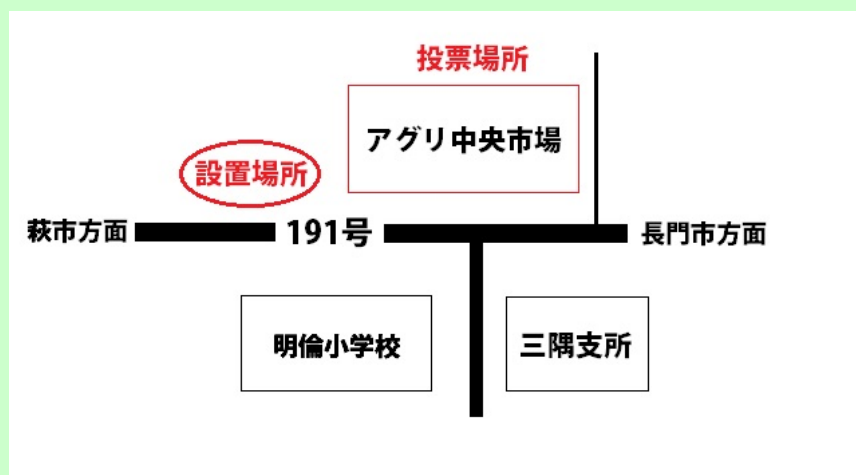 投票場所
アグリ中央市場
設置場所
萩市方面
191号
長門市方面
明倫小学校
三隅支所